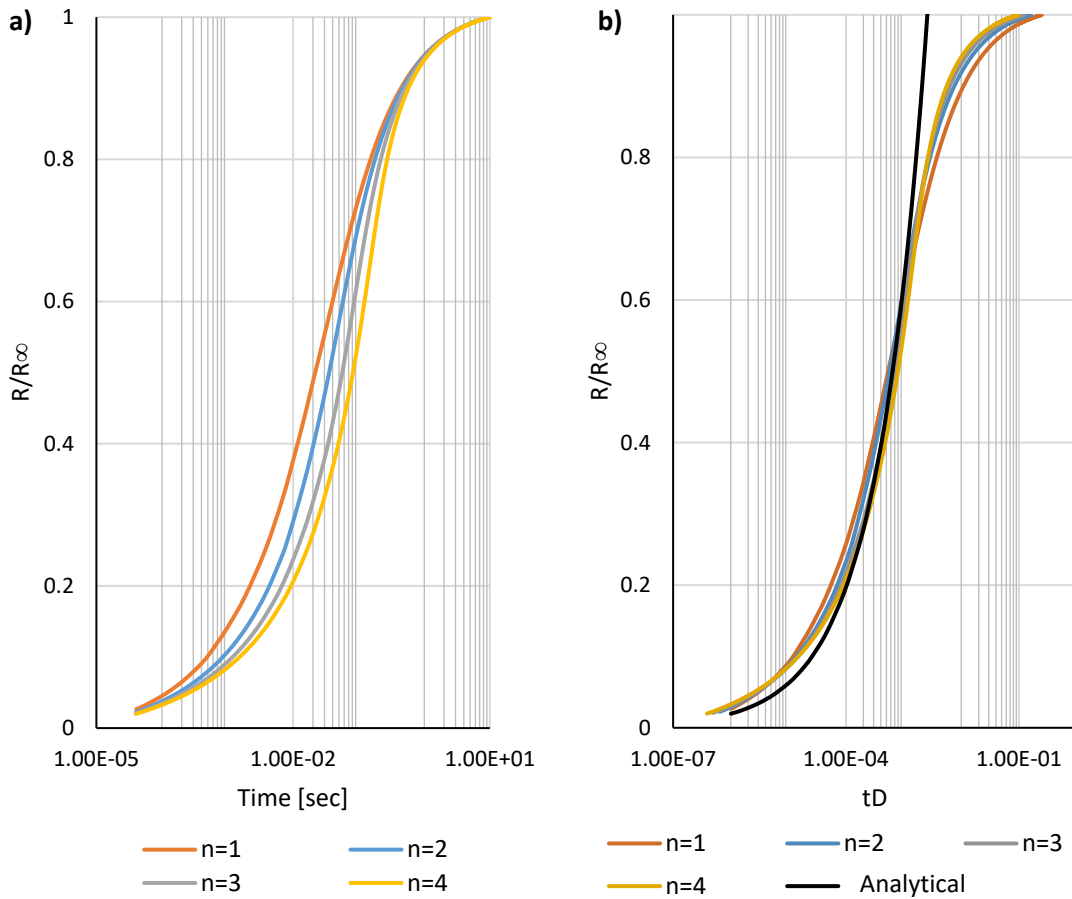 a)
1
0.8
0.6
0.4
0.2
0
R/R∞
1.00E-05 1.00E-02 1.00E+01
Time [sec]
n=1 n=2
n=3 n=4
b)
0.8
0.6
0.4
0.2
0
R/R∞
1.00E-07 1.00E-04 1.00E-01
tD
n=1 n=2 n=3
n=4 Analytical